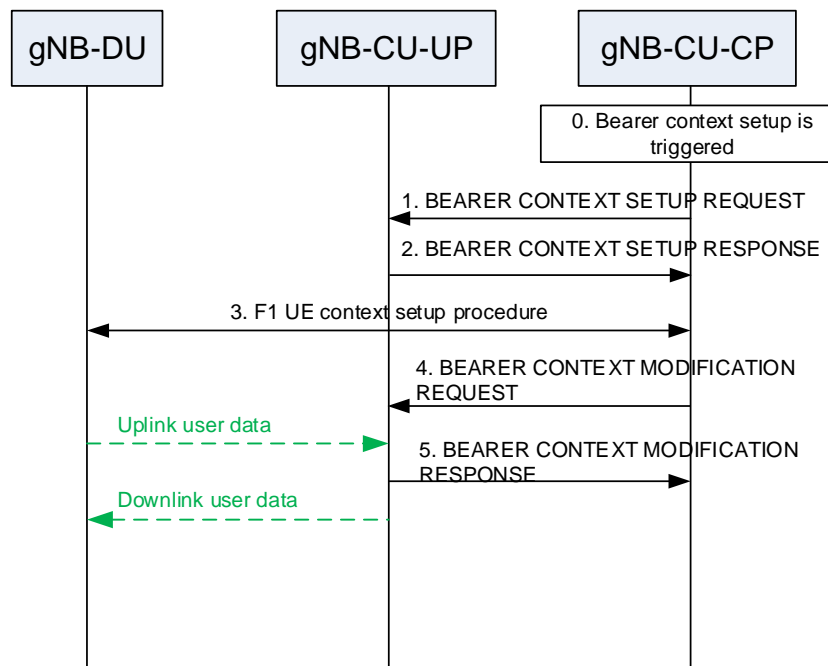 gNB-DU
gNB-CU-UP
gNB-CU-CP
0. Bearer context setup is
triggered
1. BEARER CONTEXT SETUP REQUEST
2. BEARER CONTEXT SETUP RESPONSE
3. F1 UE context setup procedure
4. BEARER CONTEXT MODIFICATION
REQUEST
Uplink user data
5. BEARER CONTEXT MODIFICATION
RESPONSE
Downlink user data